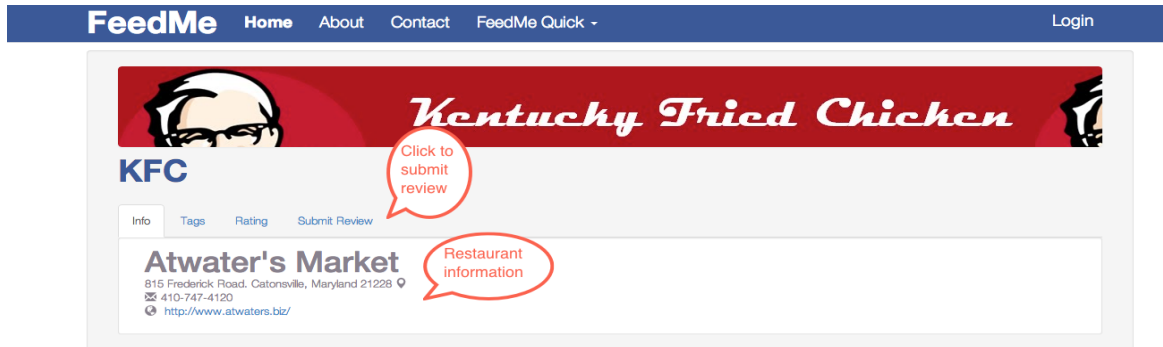 FeedMe Home About Contact FeedMe Quick Login
Kentucky Fried Chicken
Click to
submit
review
KFC
Info Tags Rating Submit Review
Atwater's Market
815 Frederick Road. Catonsville, Maryland 21228
410-747-4120
http://www.atwaters.biz/
Restaurant
information